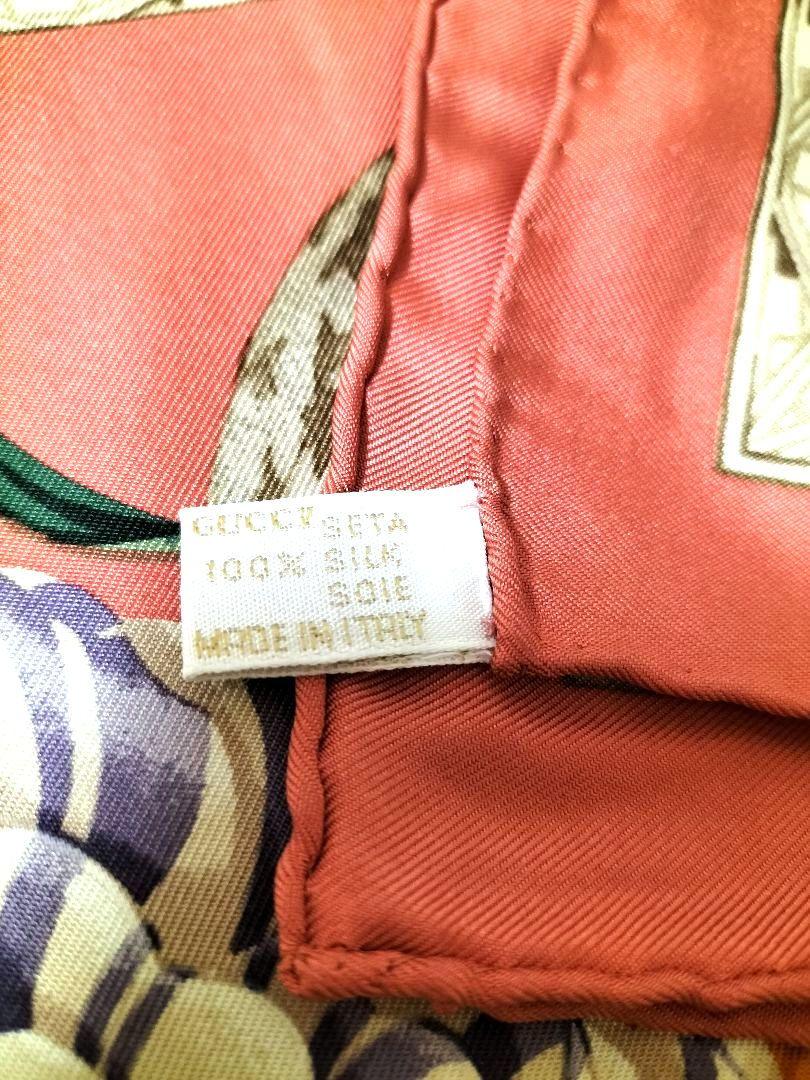 GUCCI SETA
100% SILK
SOIE
MADE IN ITALY